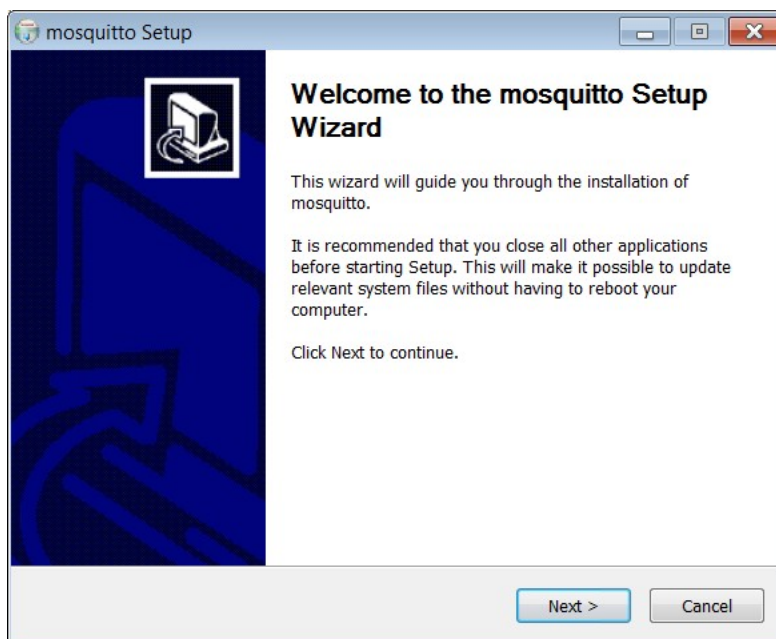 mosquitto Setup
Welcome to the mosquitto Setup
Wizard
This wizard will guide you through the installation of
mosquitto.
It is recommended that you close all other applications
before starting Setup. This will make it possible to update
relevant system files without having to reboot your
computer.
Click Next to continue.
Next >
Cancel